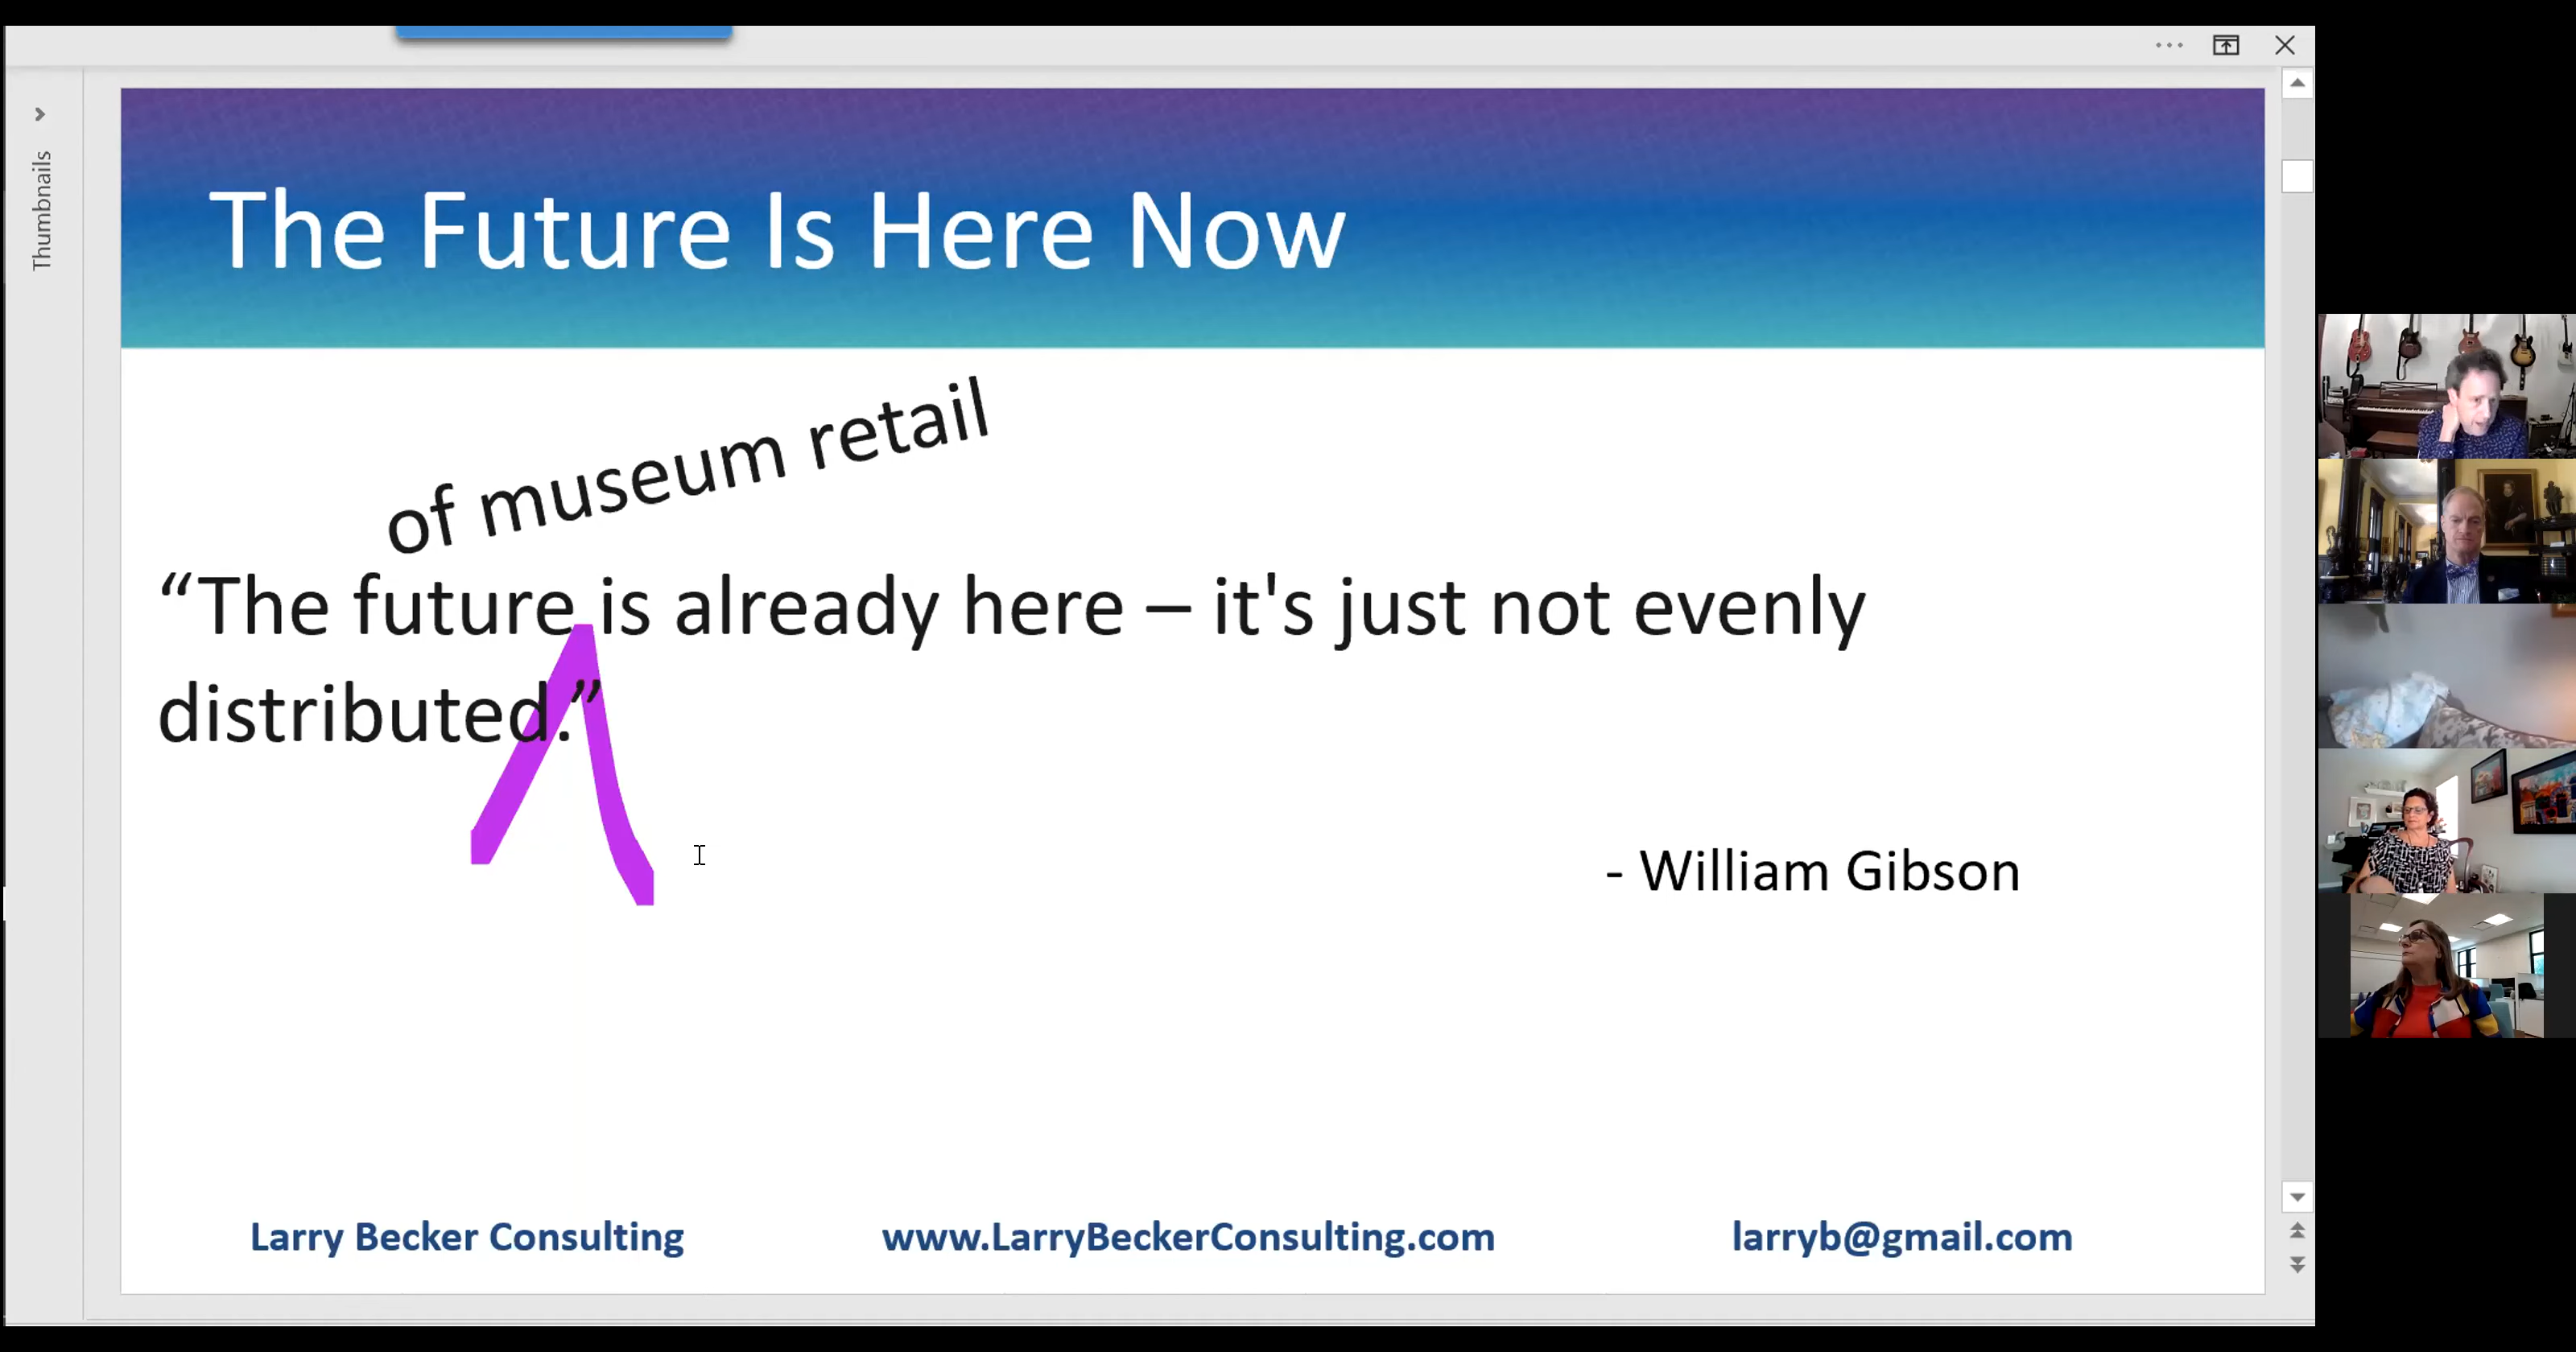 Thumbnails
The Future Is Here Now
of museum retail
“The future is already here – it's just not evenly
distributed.”
- William Gibson
Larry Becker Consulting
www.LarryBeckerConsulting.com
larryb@gmail.com